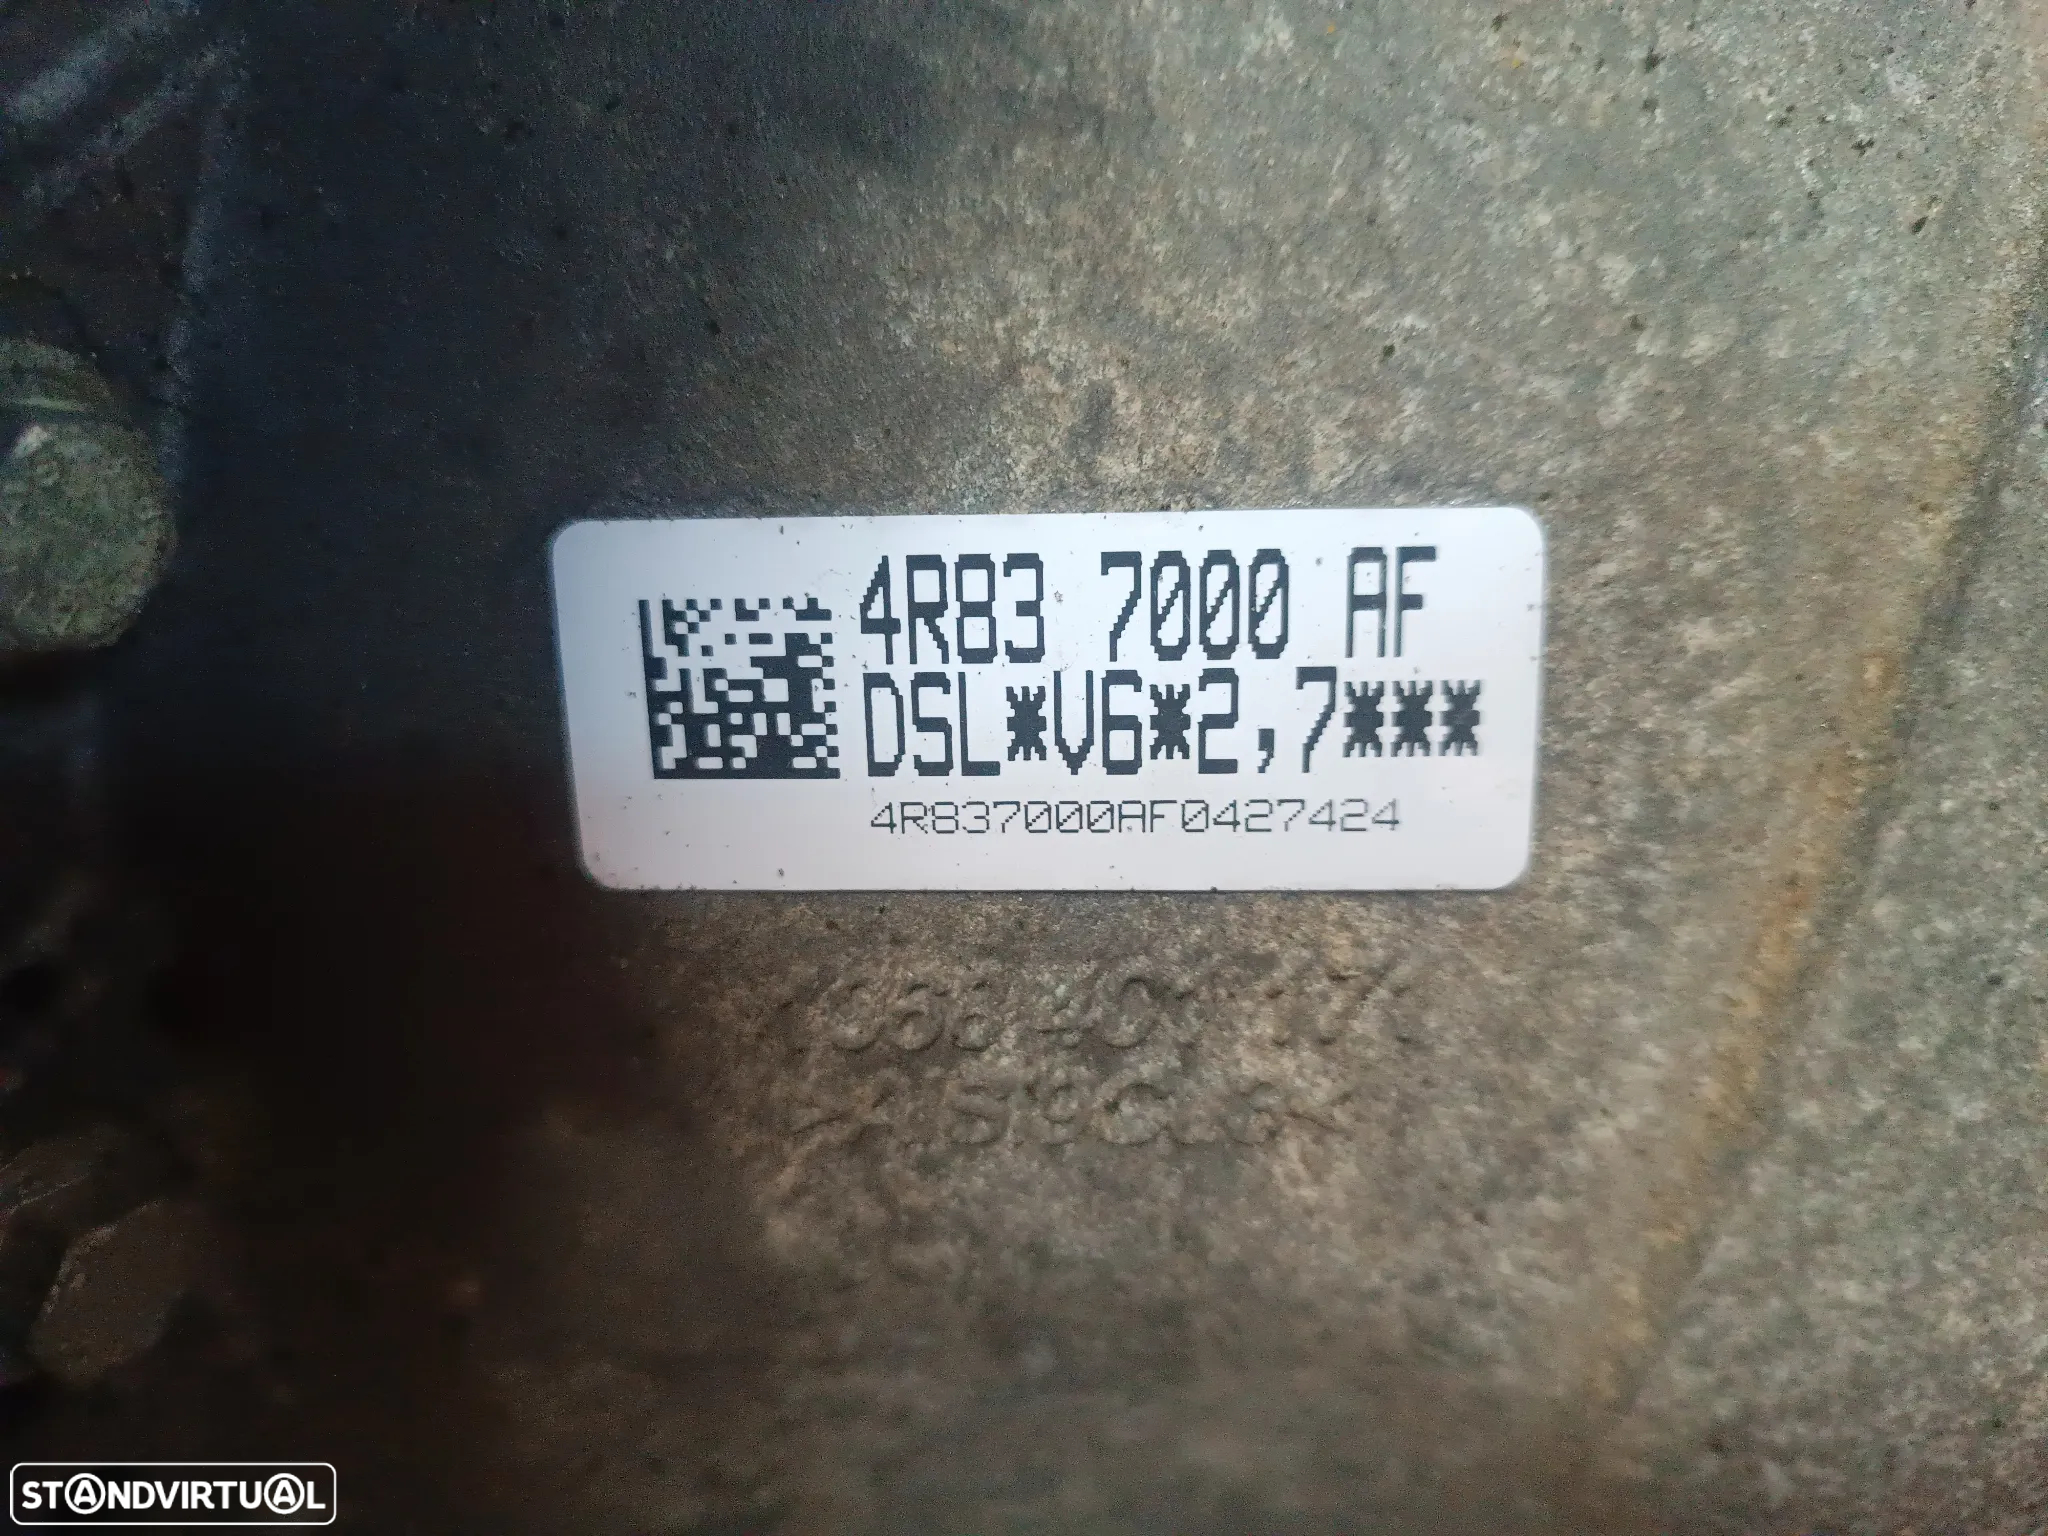 4R83 7000 AF
DSL*V6*2,7***
4R837000AF0427424
STANDVIRTUAL